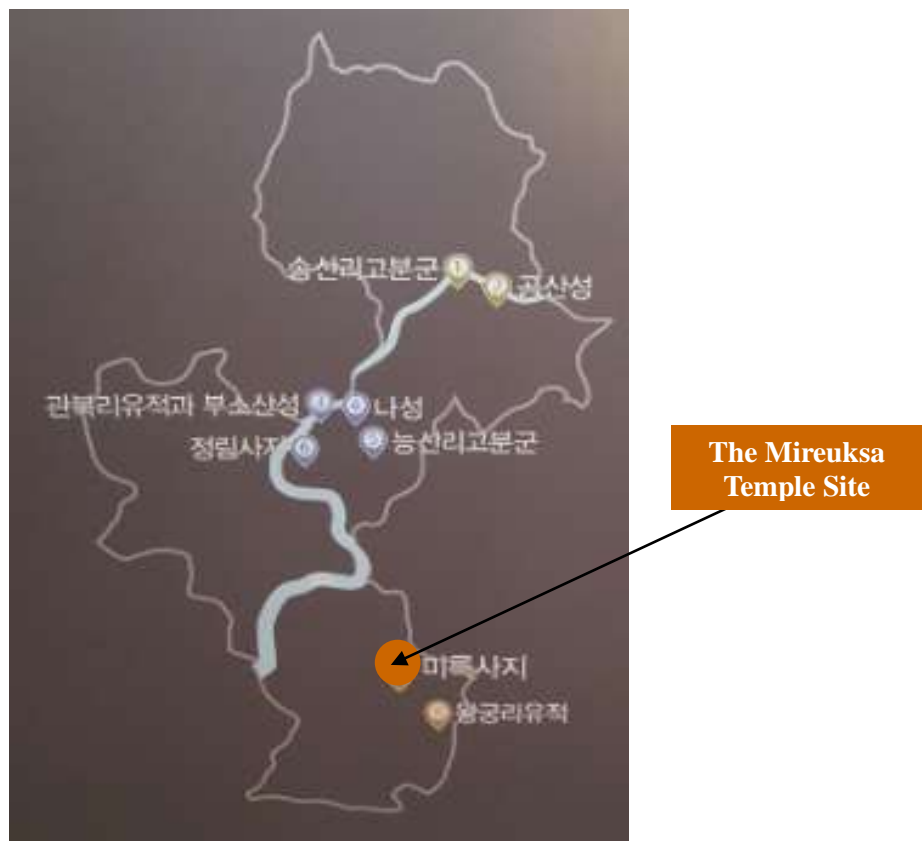 송산리고분군 1
2 공산성
관북리유적과 부소산성
나성
정림사지
능산리고분군
The Mireuksa
Temple Site
미륵사지
왕궁리유적